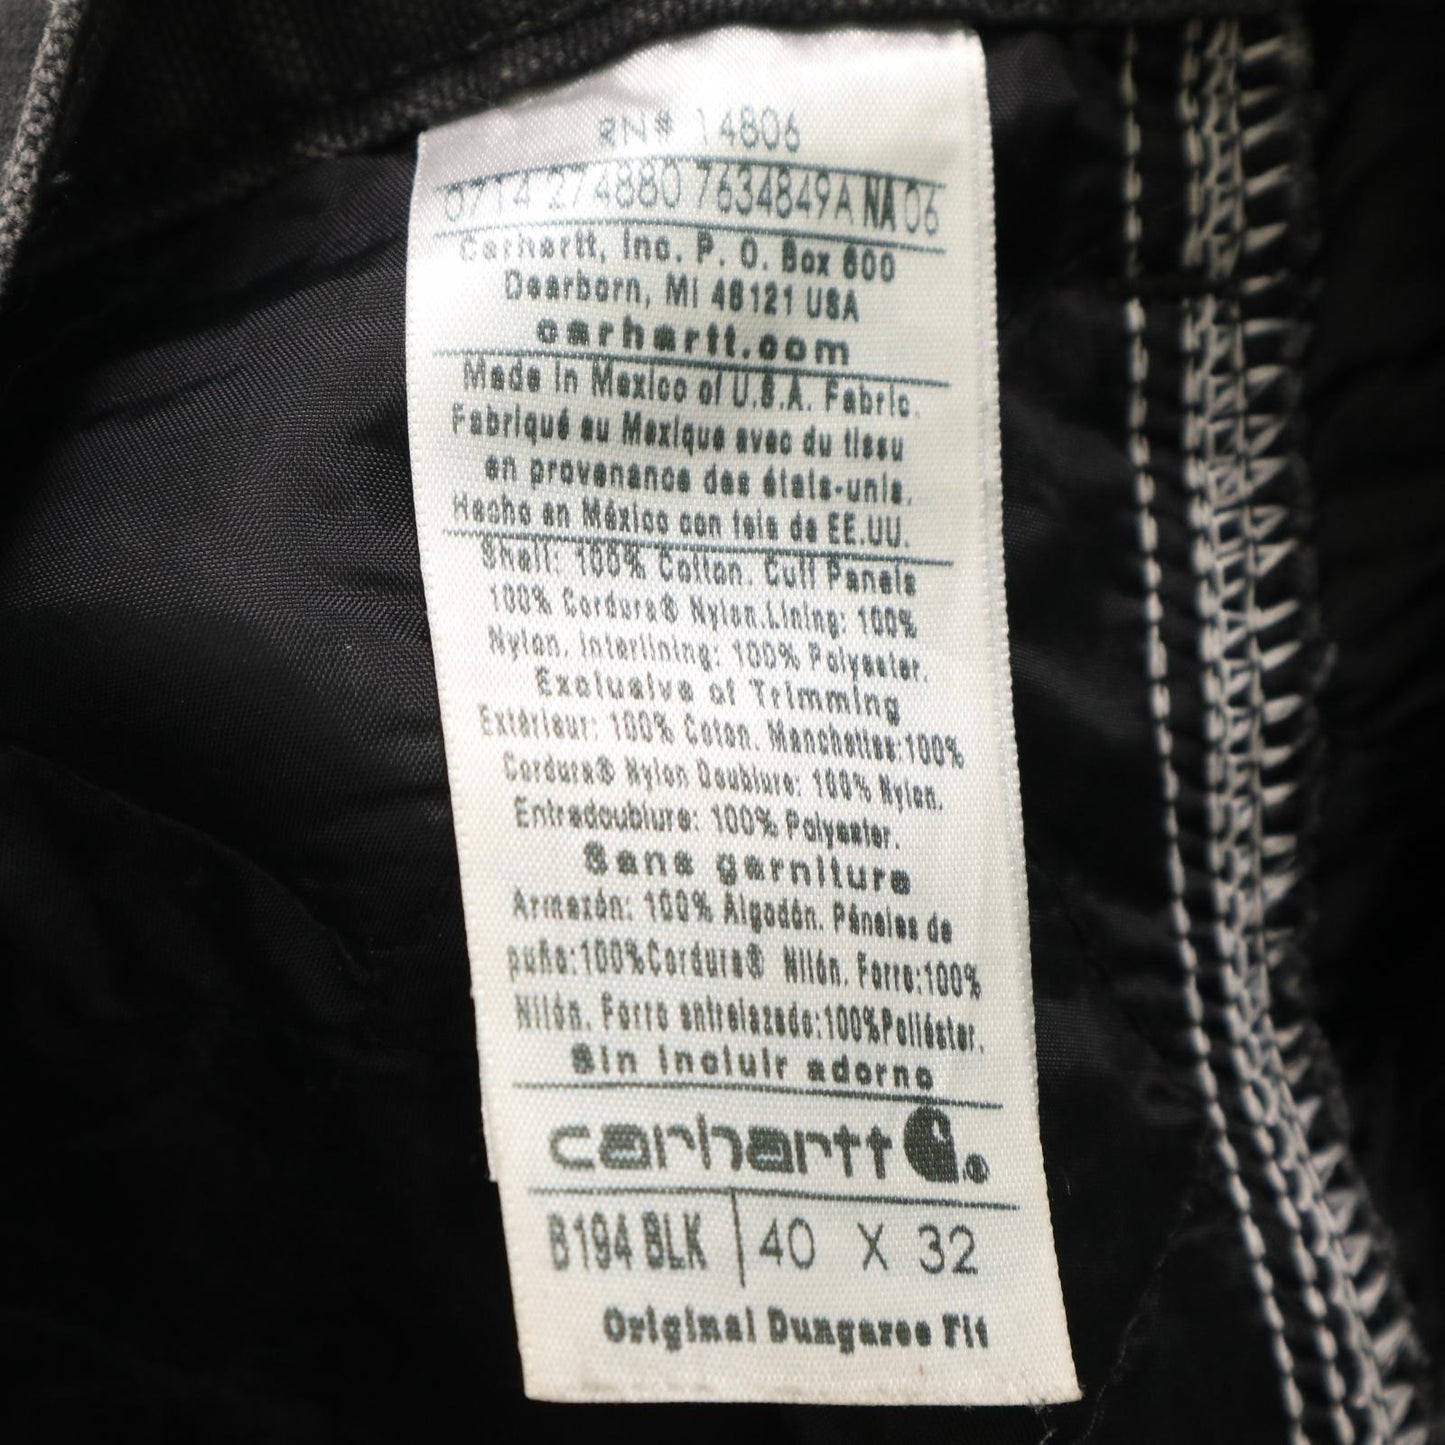 RN# 14806
0714 274880 7634849A NA 06
Carhartt, Inc. P. O. Box 600
Dearborn, MI 48121 USA
carhartt.com
Made in Mexico of U.S.A. Fabric.
Fabriqué au Mexique avec du tissu
en provenance des états-unis.
Hecho en México con tela de EE.UU.
Shell: 100% Cotton. Cuff Panels
100% Cordura® Nylon.Lining: 100%
Nylon. Interlining: 100% Polyester.
Exclusive of Trimming
Extérieur: 100% Coton. Manchettes:100%
Cordura® Nylon Doublure: 100% Nylon.
Entredoublure: 100% Polyester.
Sans garniture
Armazón: 100% Algodón. Páneles de
puño:100%Cordura® Nilón. Forro:100%
Nilón. Forro entrelazado:100%Poliéster.
Sin incluir adorno
carhartt ®
B194 BLK 40 X 32
Original Dungaree Fit